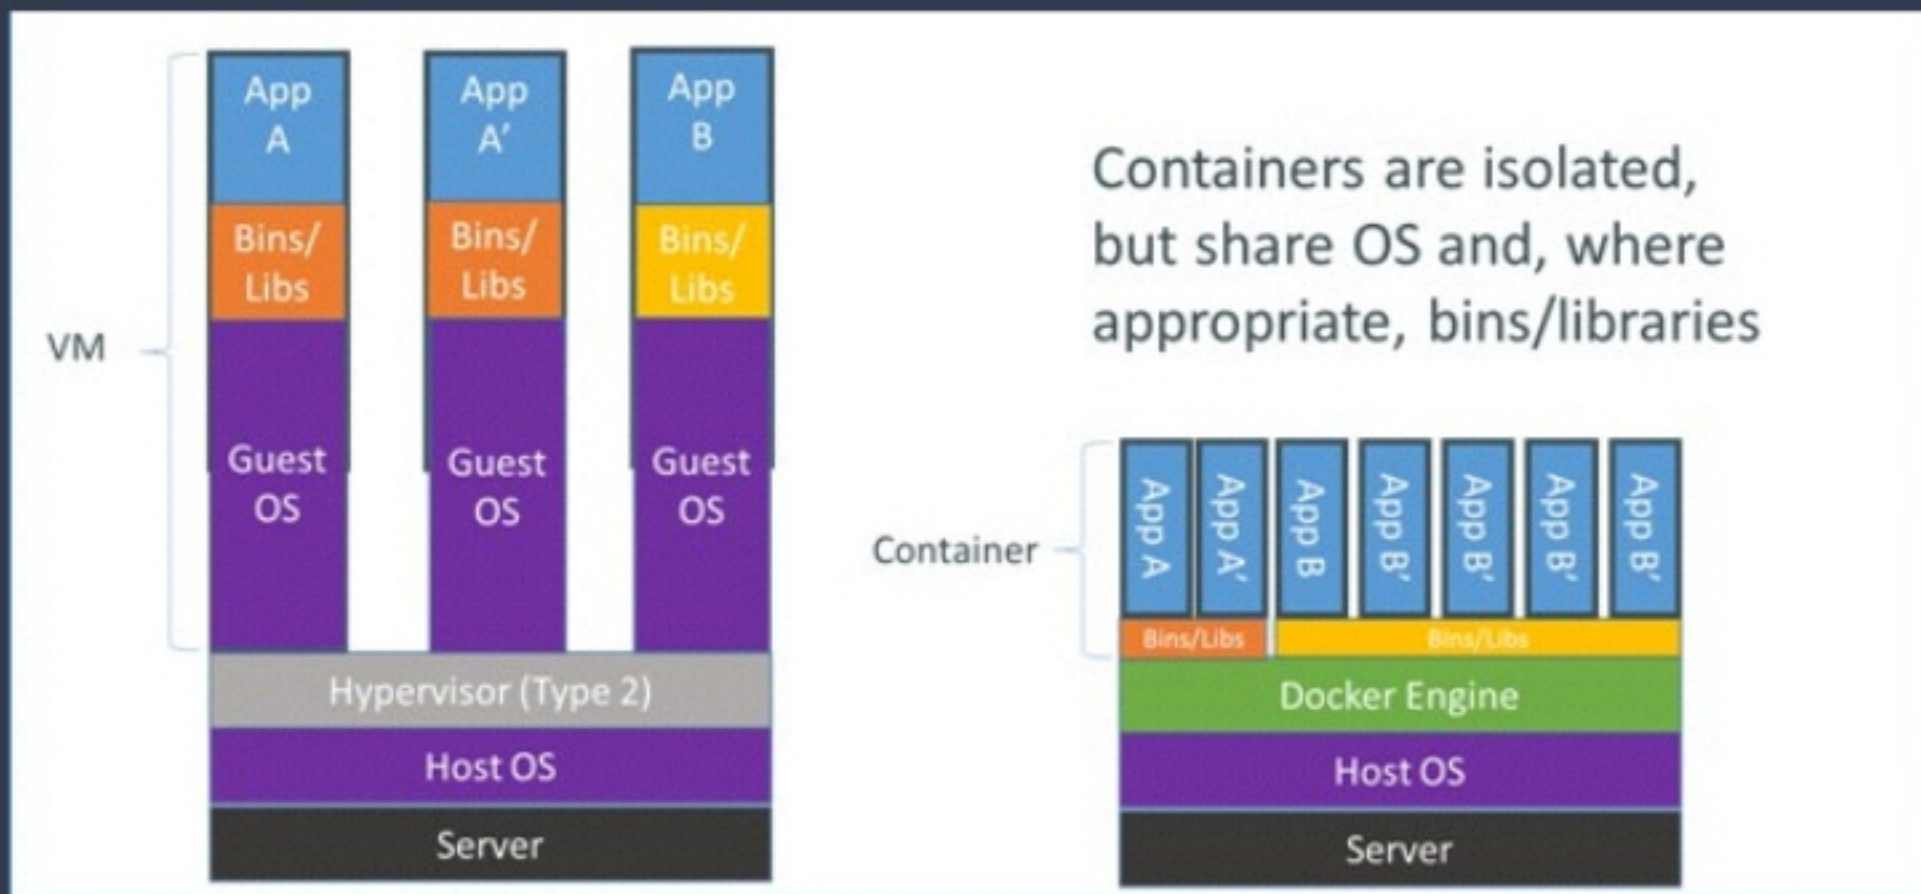 App
A
App
A′
App
B
Bins/
Libs
Bins/
Libs
Bins/
Libs
VM
Guest
OS
Guest
OS
Guest
OS
Hypervisor (Type 2)
Host OS
Server
Containers are isolated,
but share OS and, where
appropriate, bins/libraries
Container
App A
App A′
App B
App B′
App B′
App B′
App B′
Bins/Libs
Bins/Libs
Docker Engine
Host OS
Server